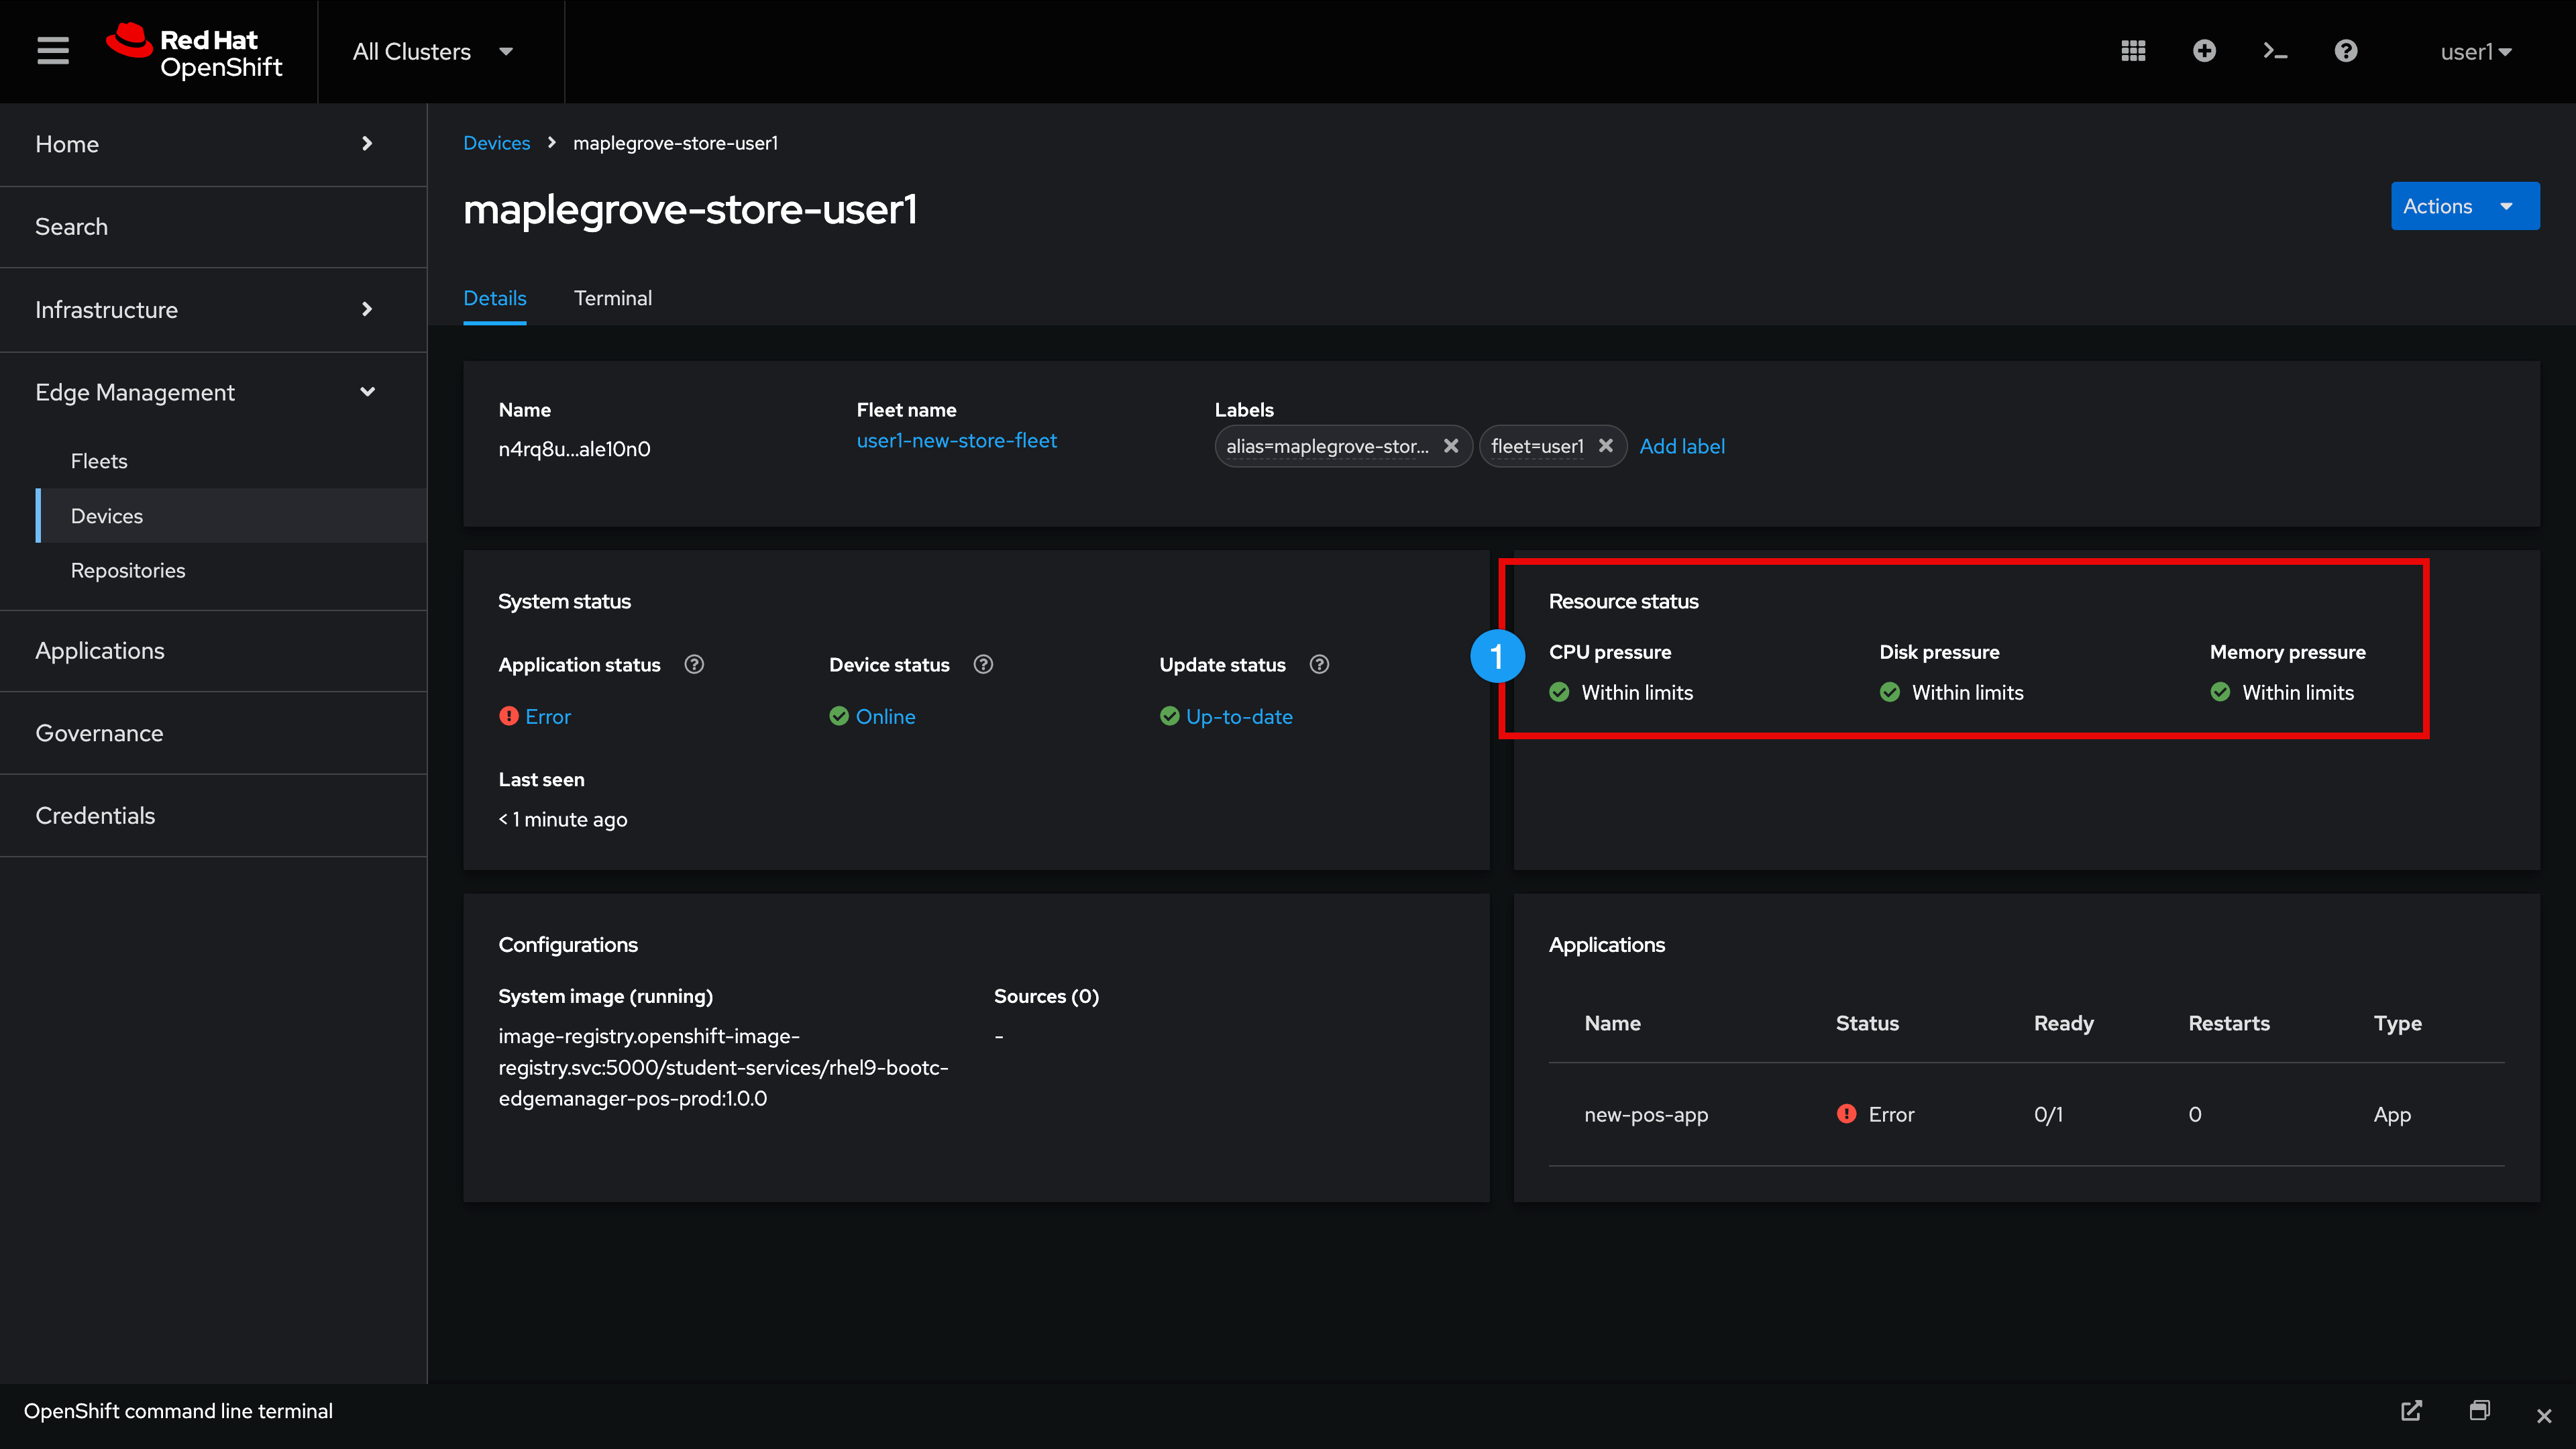 Red Hat
OpenShift
All Clusters
user1
Home
Search
Infrastructure
Edge Management
Fleets
Devices
Repositories
Applications
Governance
Credentials
Devices > maplegrove-store-user1
maplegrove-store-user1
Actions
Details Terminal
Name
n4rq8u...ale10n0
Fleet name
user1-new-store-fleet
Labels
alias=maplegrove-stor... fleet=user1 Add label
System status
Application status
Error
Device status
Online
Update status
Up-to-date
Last seen
< 1 minute ago
1
Resource status
CPU pressure
Within limits
Disk pressure
Within limits
Memory pressure
Within limits
Configurations
System image (running)
image-registry.openshift-image-
registry.svc:5000/student-services/rhel9-bootc-
edgemanager-pos-prod:1.0.0
Sources (0)
-
Applications
Name Status Ready Restarts Type
new-pos-app Error 0/1 0 App
OpenShift command line terminal